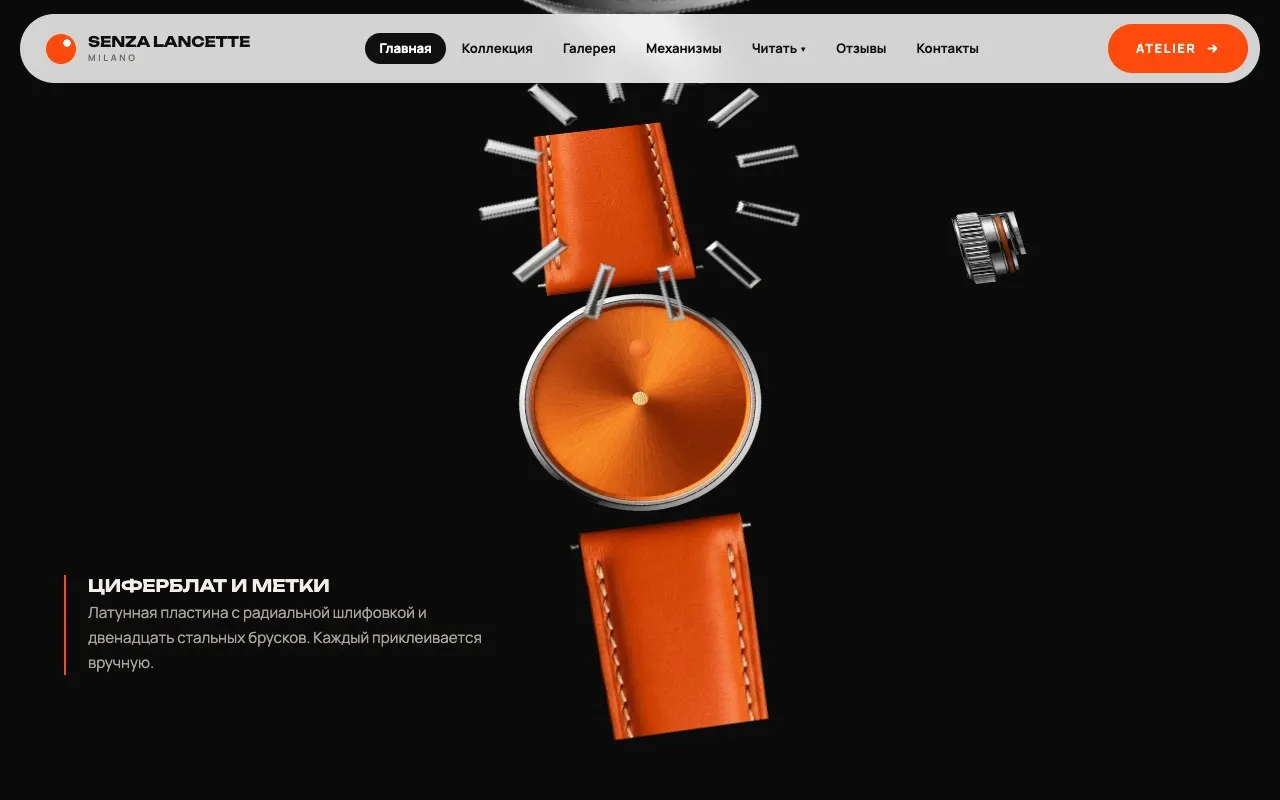 SENZA LANCETTE
MILANO
Главная
Коллекция
Галерея
Механизмы
Читать ▾
Отзывы
Контакты
ATELIER →
ЦИФЕРБЛАТ И МЕТКИ
Латунная пластина с радиальной шлифовкой и
двенадцать стальных брусков. Каждый приклеивается
вручную.